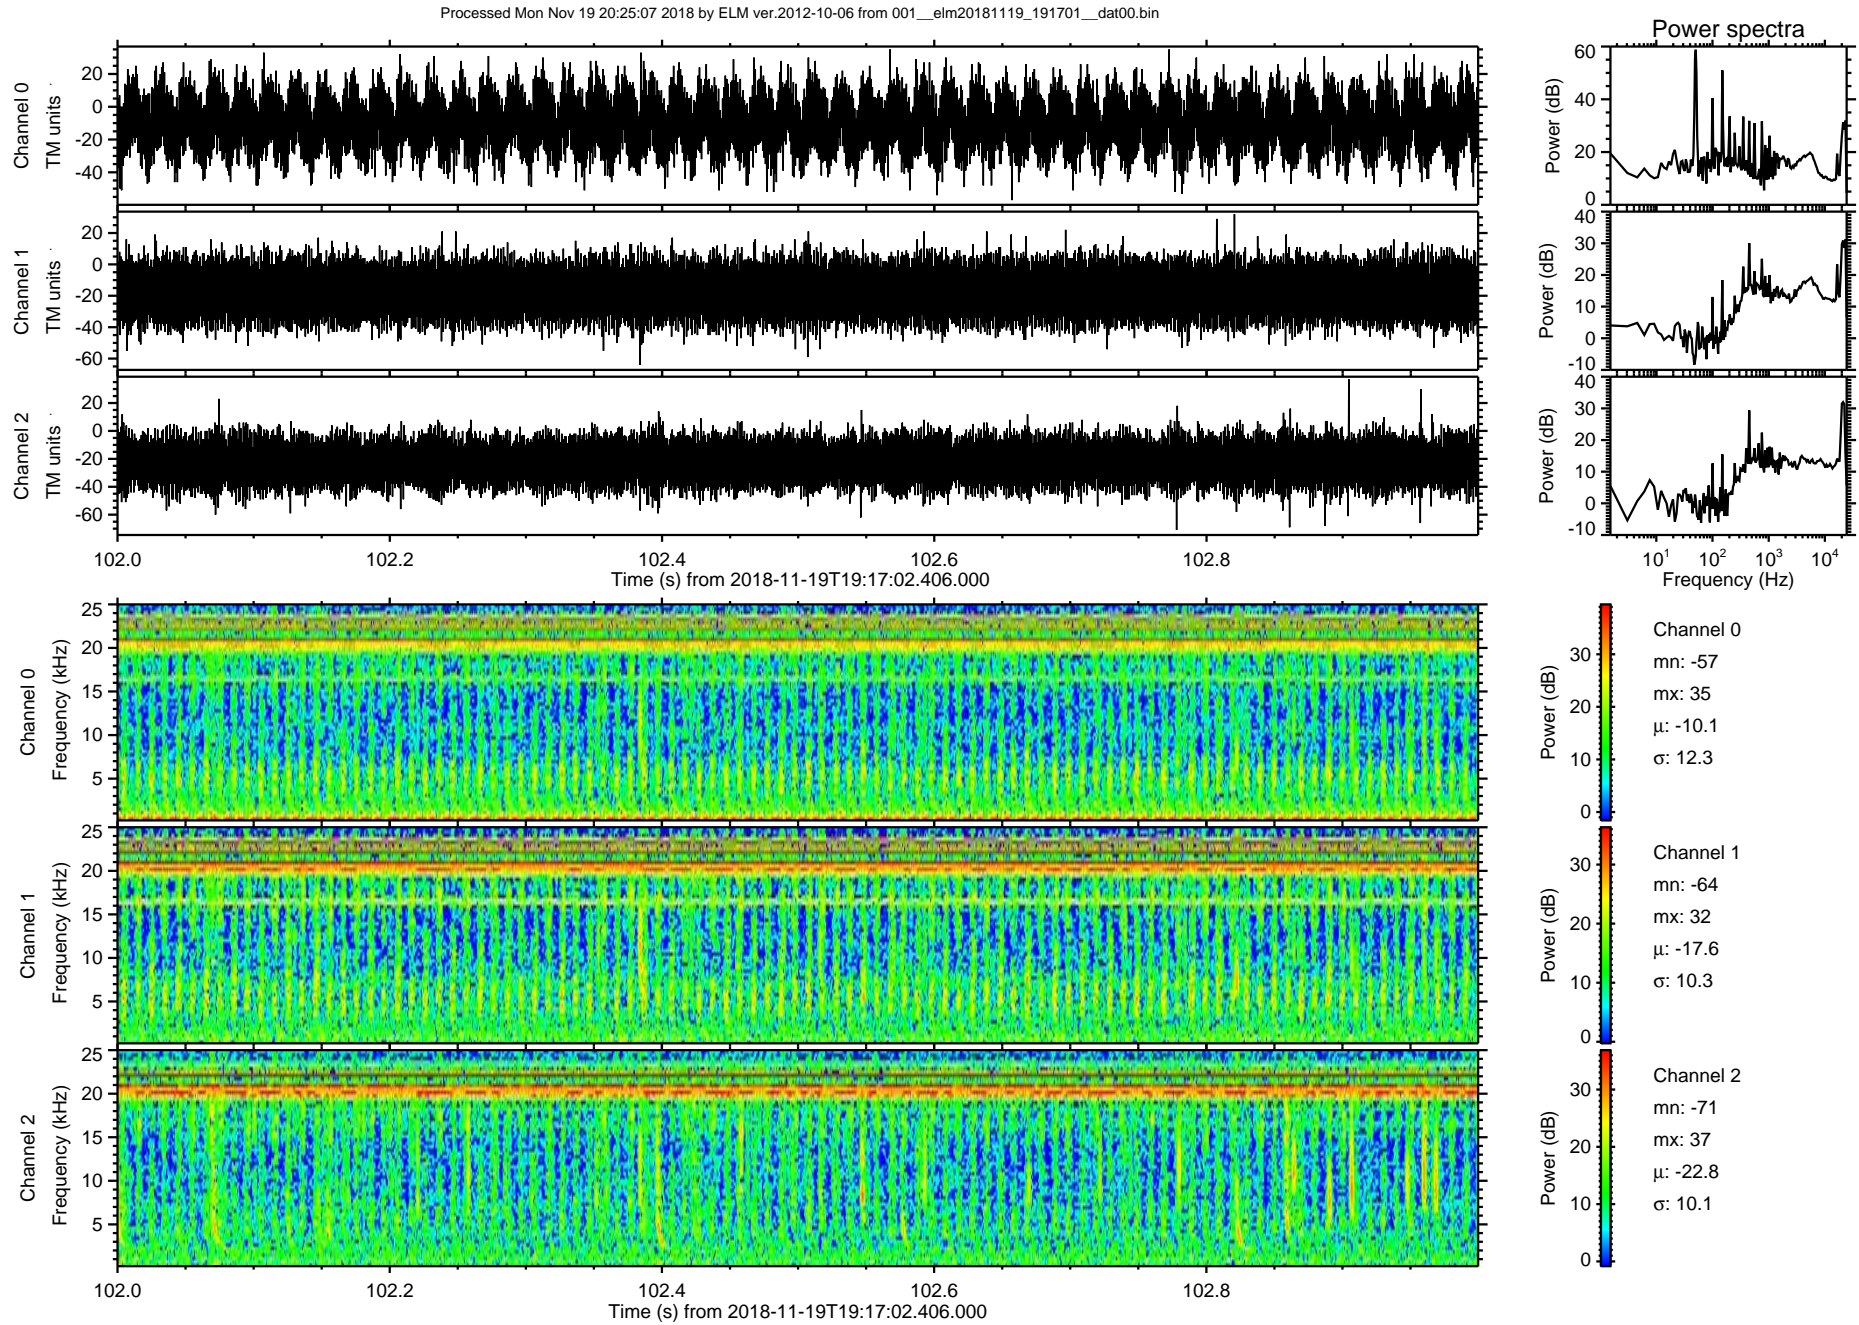 Processed Mon Nov 19 20:25:07 2018 by ELM ver.2012-10-06 from 001__elm20181119_191701__dat00.bin
Power spectra
Channel 0
TM units
20
0
-20
-40
Power (dB)
60
40
20
0
Channel 1
TM units
20
0
-20
-40
-60
Power (dB)
40
30
20
10
0
-10
Channel 2
TM units
20
0
-20
-40
-60
Power (dB)
40
30
20
10
0
-10
102.0 102.2 102.4 102.6 102.8
Time (s) from 2018-11-19T19:17:02.406.000
10^1 10^2 10^3 10^4
Frequency (Hz)
Channel 0
Frequency (kHz)
25
20
15
10
5
Power (dB)
30
20
10
0
Channel 0
mn: -57
mx: 35
μ: -10.1
σ: 12.3
Channel 1
Frequency (kHz)
25
20
15
10
5
Power (dB)
30
20
10
0
Channel 1
mn: -64
mx: 32
μ: -17.6
σ: 10.3
Channel 2
Frequency (kHz)
25
20
15
10
5
Power (dB)
30
20
10
0
Channel 2
mn: -71
mx: 37
μ: -22.8
σ: 10.1
102.0 102.2 102.4 102.6 102.8
Time (s) from 2018-11-19T19:17:02.406.000